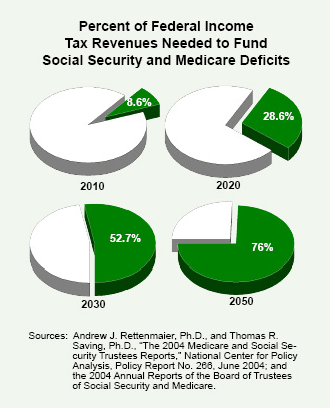 Percent of Federal Income
Tax Revenues Needed to Fund
Social Security and Medicare Deficits
8.6%
28.6%
2010
2020
52.7%
76%
2030
2050
Sources: Andrew J. Rettenmaier, Ph.D., and Thomas R.
Saving, Ph.D., "The 2004 Medicare and Social Se-
curity Trustees Reports," National Center for Policy
Analysis, Policy Report No. 266, June 2004; and
the 2004 Annual Reports of the Board of Trustees
of Social Security and Medicare.